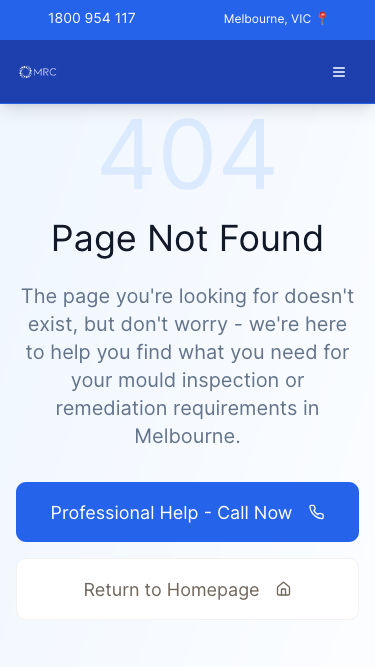 1800 954 117
Melbourne, VIC 📍
MRC
404
Page Not Found
The page you're looking for doesn't
exist, but don't worry - we're here
to help you find what you need for
your mould inspection or
remediation requirements in
Melbourne.
Professional Help - Call Now
Return to Homepage